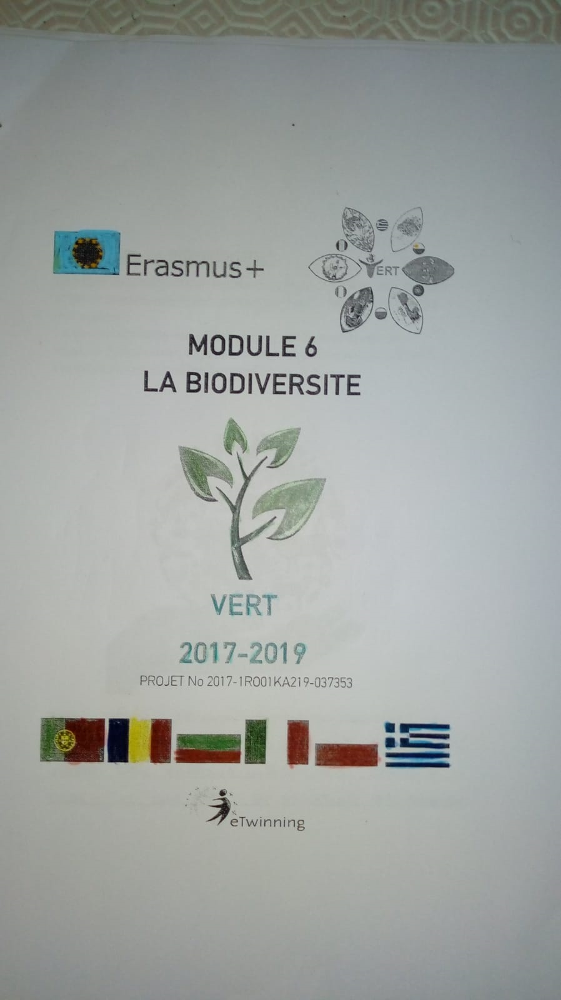 Erasmus+
VERT
MODULE 6
LA BIODIVERSITE
VERT
2017-2019
PROJET No 2017-1RO01KA219-037353
eTwinning